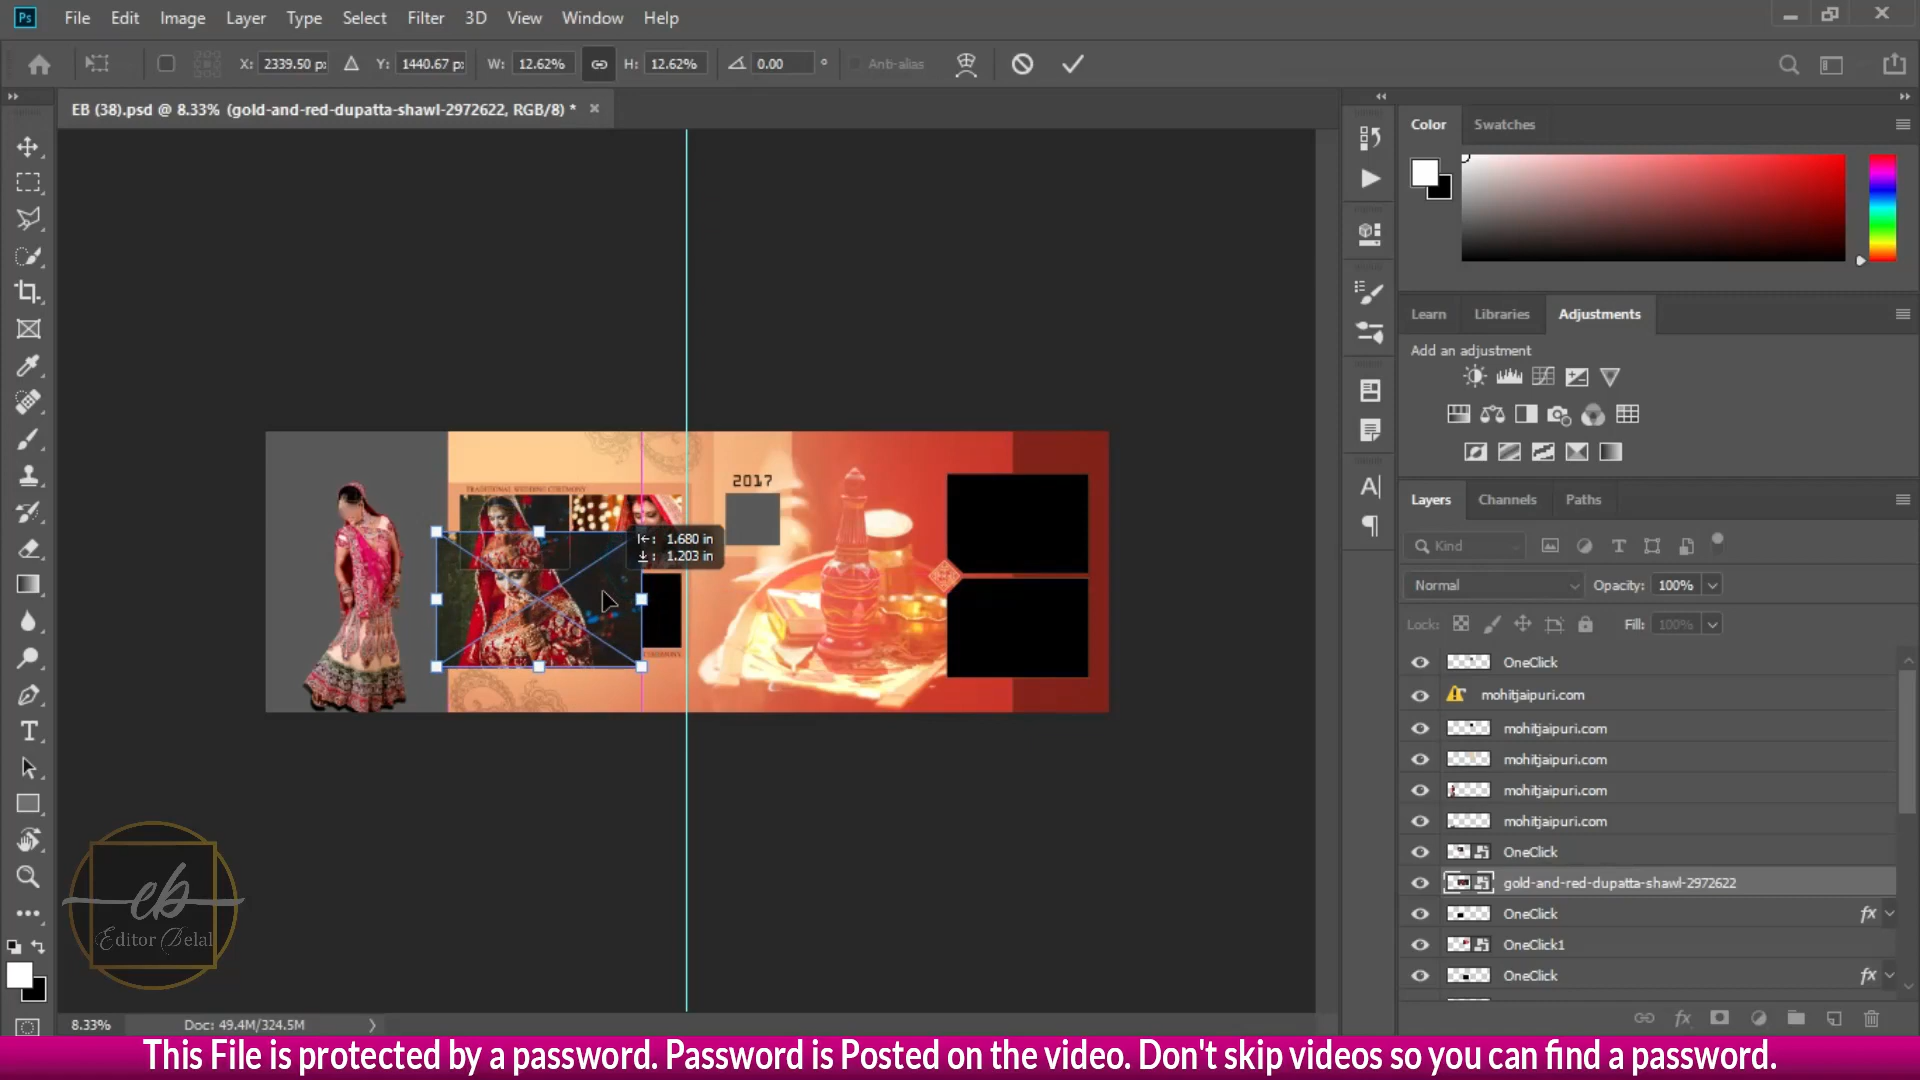 Ps File Edit Image Layer Type Select Filter 3D View Window Help
X: 2339.50 p: Y: 1440.67 p: W: 12.62% H: 12.62% 0.00 ° Anti-alias
EB (38).psd @ 8.33% (gold-and-red-dupatta-shawl-2972622, RGB/8) * ×
Color Swatches
Learn Libraries Adjustments
Add an adjustment
2017
TRADITIONAL WEDDING CEREMONY
1.680 in
1.203 in
CEREMONY
Layers Channels Paths
Kind
Normal Opacity: 100%
Lock: Fill: 100%
OneClick
mohitjaipuri.com
mohitjaipuri.com
mohitjaipuri.com
mohitjaipuri.com
mohitjaipuri.com
OneClick
gold-and-red-dupatta-shawl-2972622
OneClick fx
OneClick1
OneClick fx
eb
Editor Belal
8.33% Doc: 49.4M/324.5M
This File is protected by a password. Password is Posted on the video. Don't skip videos so you can find a password.